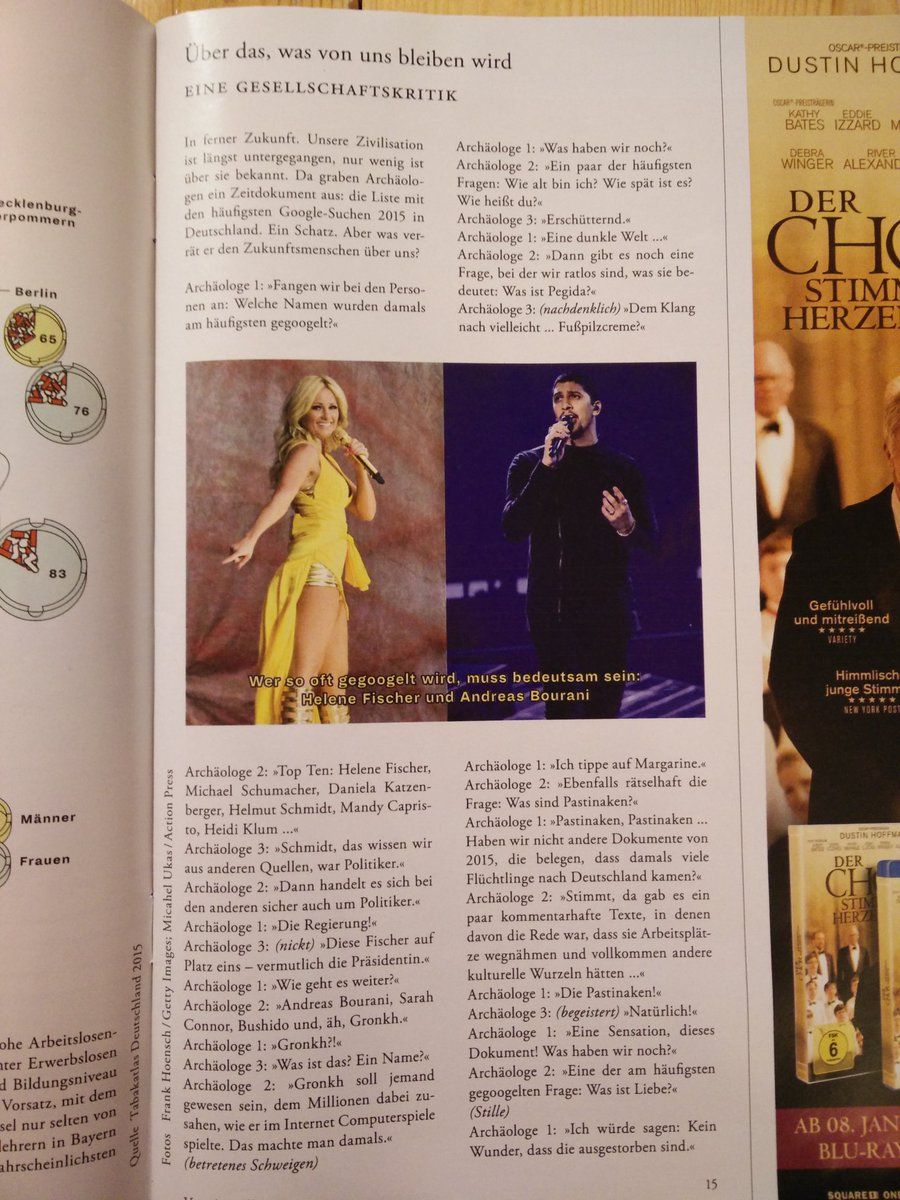 ecklenburg-
rpommern
Berlin
65
76
83
Männer
Frauen
ohe Arbeitslosen-
nter Erwerbslosen
d Bildungsniveau
Vorsatz, mit dem
sel nur selten von
lehrern in Bayern
ahrscheinlichsten
Quelle Tabakatlas Deutschland 2015
Über das, was von uns bleiben wird
EINE GESELLSCHAFTSKRITIK
In ferner Zukunft. Unsere Zivilisation
ist längst untergegangen, nur wenig ist
über sie bekannt. Da graben Archäolo-
gen ein Zeitdokument aus: die Liste mit
den häufigsten Google-Suchen 2015 in
Deutschland. Ein Schatz. Aber was ver-
rät er den Zukunftsmenschen über uns?
Archäologe 1: »Fangen wir bei den Perso-
nen an: Welche Namen wurden damals
am häufigsten gegoogelt?«
Archäologe 1: »Was haben wir noch?«
Archäologe 2: »Ein paar der häufigsten
Fragen: Wie alt bin ich? Wie spät ist es?
Wie heißt du?«
Archäologe 3: »Erschütternd.«
Archäologe 1: »Eine dunkle Welt ...«
Archäologe 2: »Dann gibt es noch eine
Frage, bei der wir ratlos sind, was sie be-
deutet: Was ist Pegida?«
Archäologe 3: (nachdenklich) »Dem Klang
nach vielleicht ... Fußpilzcreme?«
Wer so oft gegoogelt wird, muss bedeutsam sein:
Helene Fischer und Andreas Bourani
Fotos Frank Hoensch / Getty Images; Micahel Ukas / Action Press
Archäologe 2: »Top Ten: Helene Fischer,
Michael Schumacher, Daniela Katzen-
berger, Helmut Schmidt, Mandy Capris-
to, Heidi Klum ...«
Archäologe 3: »Schmidt, das wissen wir
aus anderen Quellen, war Politiker.«
Archäologe 2: »Dann handelt es sich bei
den anderen sicher auch um Politiker.«
Archäologe 1: »Die Regierung!«
Archäologe 3: (nickt) »Diese Fischer auf
Platz eins – vermutlich die Präsidentin.«
Archäologe 1: »Wie geht es weiter?«
Archäologe 2: »Andreas Bourani, Sarah
Connor, Bushido und, äh, Gronkh.«
Archäologe 1: »Gronkh?!«
Archäologe 3: »Was ist das? Ein Name?«
Archäologe 2: »Gronkh soll jemand
gewesen sein, dem Millionen dabei zu-
sahen, wie er im Internet Computerspiele
spielte. Das machte man damals.«
(betretenes Schweigen)
Archäologe 1: »Ich tippe auf Margarine.«
Archäologe 2: »Ebenfalls rätselhaft die
Frage: Was sind Pastinaken?«
Archäologe 1: »Pastinaken, Pastinaken ...
Haben wir nicht andere Dokumente von
2015, die belegen, dass damals viele
Flüchtlinge nach Deutschland kamen?«
Archäologe 2: »Stimmt, da gab es ein
paar kommentarhafte Texte, in denen
davon die Rede war, dass sie Arbeitsplät-
ze wegnähmen und vollkommen andere
kulturelle Wurzeln hätten ...«
Archäologe 1: »Die Pastinaken!«
Archäologe 3: (begeistert) »Natürlich!«
Archäologe 1: »Eine Sensation, dieses
Dokument! Was haben wir noch?«
Archäologe 2: »Eine der am häufigsten
gegoogelten Frage: Was ist Liebe?«
(Stille)
Archäologe 1: »Ich würde sagen: Kein
Wunder, dass die ausgestorben sind.«
15
OSCAR®-PREIST
DUSTIN HO
OSCAR®-PREISTRÄGERIN
KATHY
BATES
EDDIE
IZZARD
M
DEBRA
WINGER
RIVER
ALEXAND
DER
CHO
STIMM
HERZEN
Gefühlvoll
und mitreißend
VARIETY
Himmlisch
junge Stimm
NEW YORK POST
DUSTIN HOFFMA
DER
CHO
STIM
HERZ
FSK
6
AB 08. JAN
BLU-RAY
SQUARE ONE